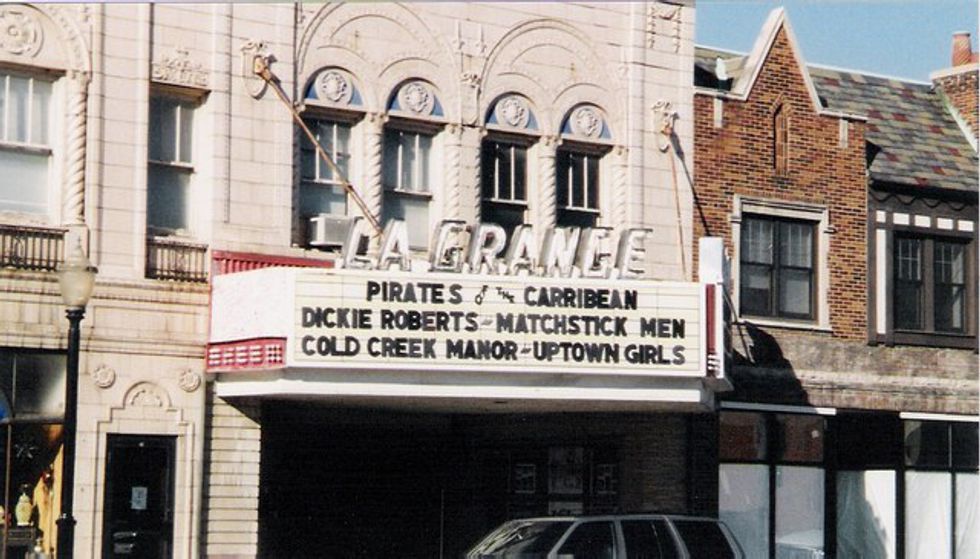 LA GRANGE
PIRATES OF THE CARRIBEAN
DICKIE ROBERTS - MATCHSTICK MEN
COLD CREEK MANOR - UPTOWN GIRLS